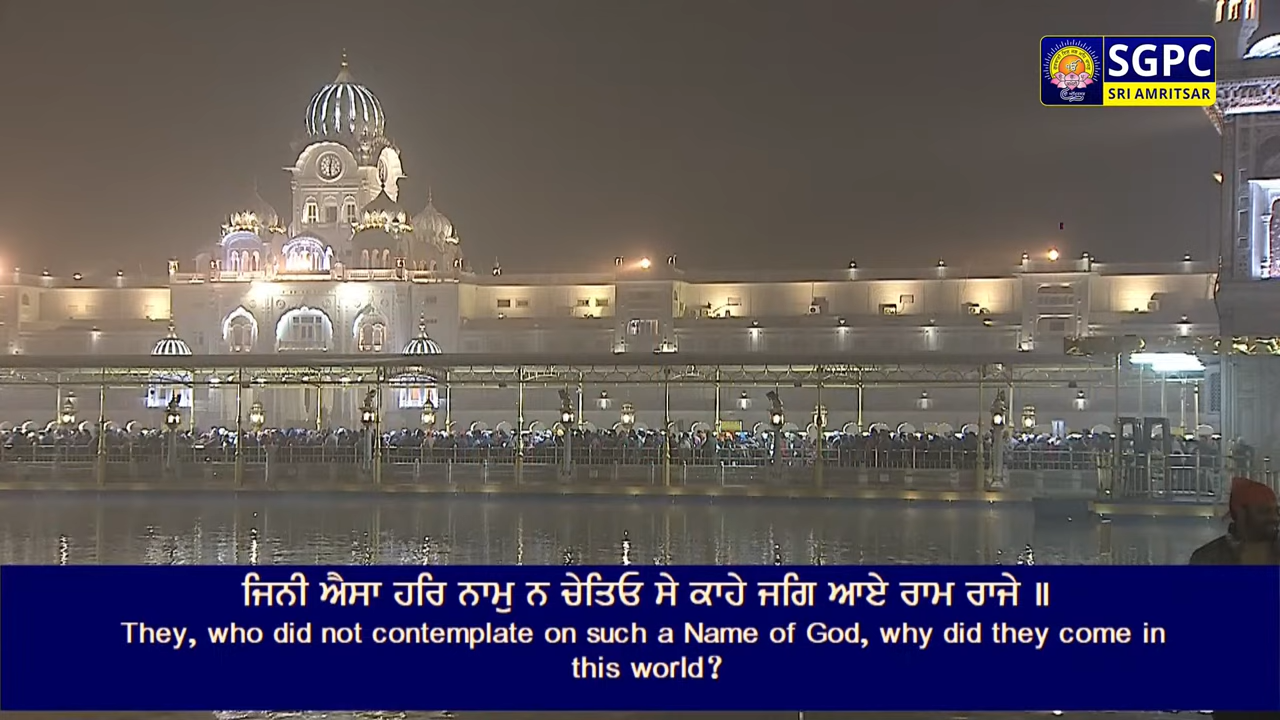 SGPC
SRI AMRITSAR
ਜਿਨੀ ਐਸਾ ਹਰਿ ਨਾਮੁ ਨ ਚੇਤਿਓ ਸੇ ਕਾਹੇ ਜਗਿ ਆਏ ਰਾਮ ਰਾਜੇ ॥
They, who did not contemplate on such a Name of God, why did they come in
this world?